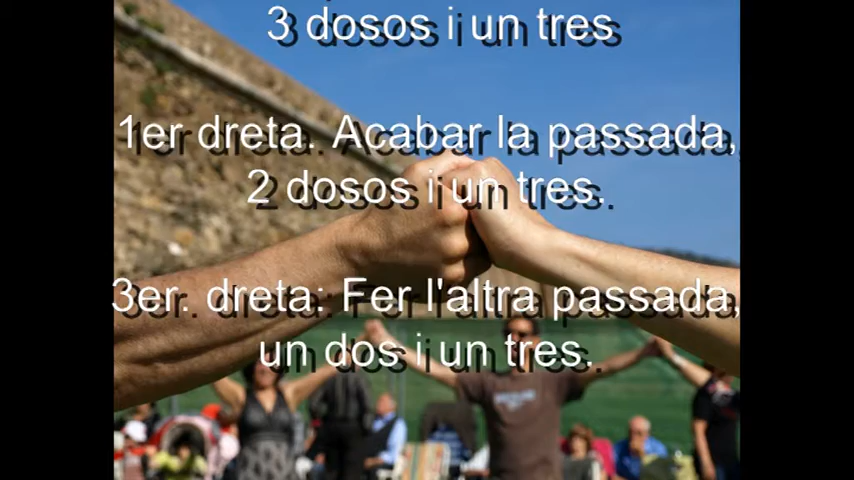 3 dosos i un tres
1er dreta. Acabar la passada,
2 dosos i un tres.
3er. dreta: Fer l'altra passada,
un dos i un tres.